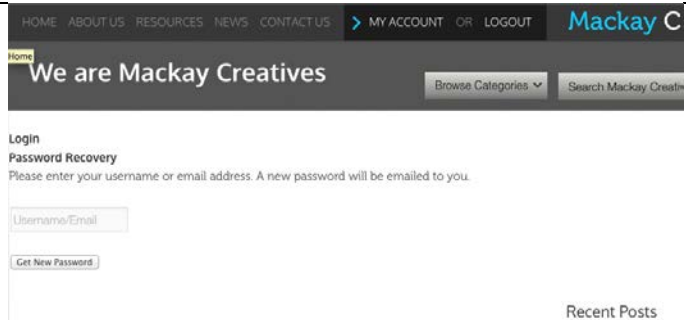 HOME ABOUT US RESOURCES NEWS CONTACT US MY ACCOUNT OR LOGOUT Mackay C
Home
We are Mackay Creatives
Browse Categories Search Mackay Creativ
Login
Password Recovery
Please enter your username or email address. A new password will be emailed to you.
Username/Email
Get New Password
Recent Posts